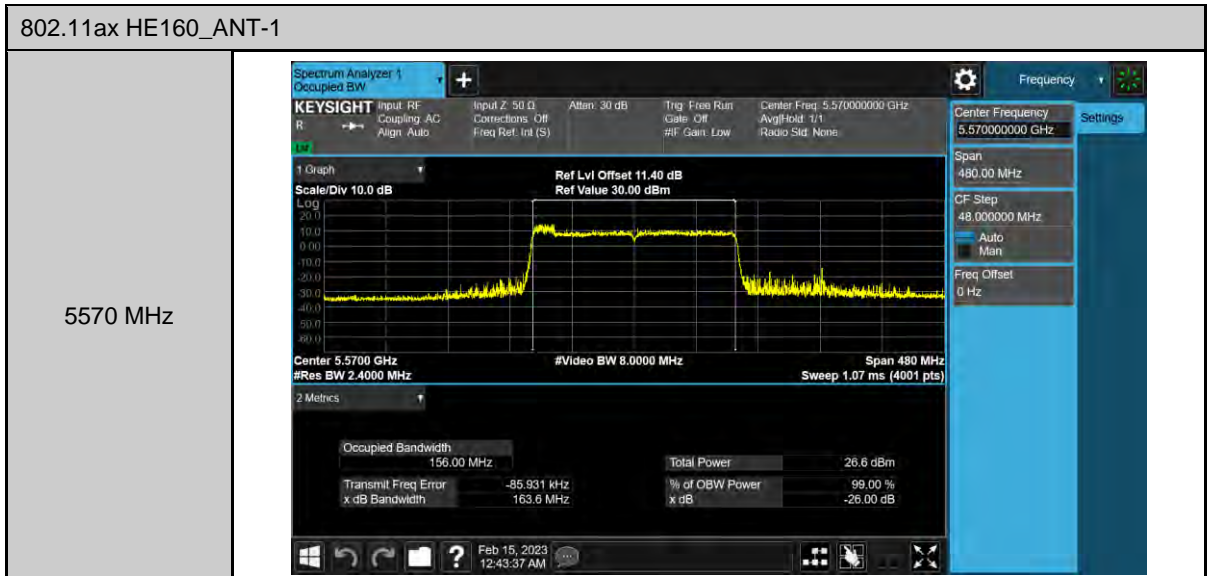 802.11ax HE160_ANT-1
5570 MHz
Spectrum Analyzer 1
Occupied BW
Frequency
KEYSIGHT
R
Input: RF
Coupling: AC
Align: Auto
Input Z: 50 Ω
Corrections: Off
Freq Ref: Int (S)
Atten: 30 dB
Trig: Free Run
Gate: Off
#IF Gain: Low
Center Freq: 5.570000000 GHz
Avg|Hold: 1/1
Radio Std: None
1 Graph
Scale/Div 10.0 dB
Ref Lvl Offset 11.40 dB
Ref Value 30.00 dBm
Log
20.0
10.0
0.00
-10.0
-20.0
-30.0
-40.0
-50.0
-60.0
Center 5.5700 GHz
#Res BW 2.4000 MHz
#Video BW 8.0000 MHz
Span 480 MHz
Sweep 1.07 ms (4001 pts)
2 Metrics
Occupied Bandwidth
156.00 MHz
Transmit Freq Error -85.931 kHz
x dB Bandwidth 163.6 MHz
Total Power 26.6 dBm
% of OBW Power 99.00 %
x dB -26.00 dB
Center Frequency
5.570000000 GHz
Settings
Span
480.00 MHz
CF Step
48.000000 MHz
Auto
Man
Freq Offset
0 Hz
?
Feb 15, 2023
12:43:37 AM